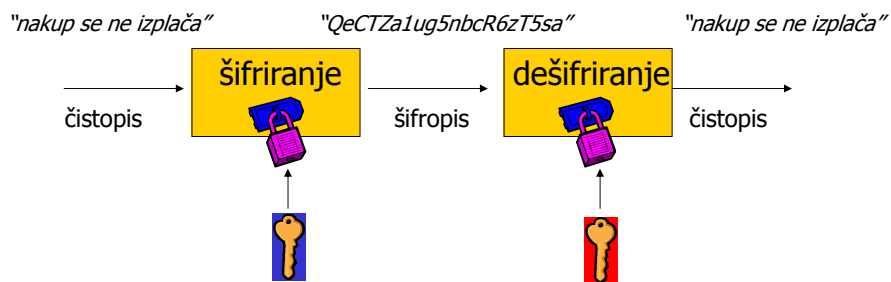 “nakup se ne izplača”
“QeCTZa1ug5nbcR6zT5sa”
“nakup se ne izplača”
šifriranje
dešifriranje
čistopis
šifropis
čistopis